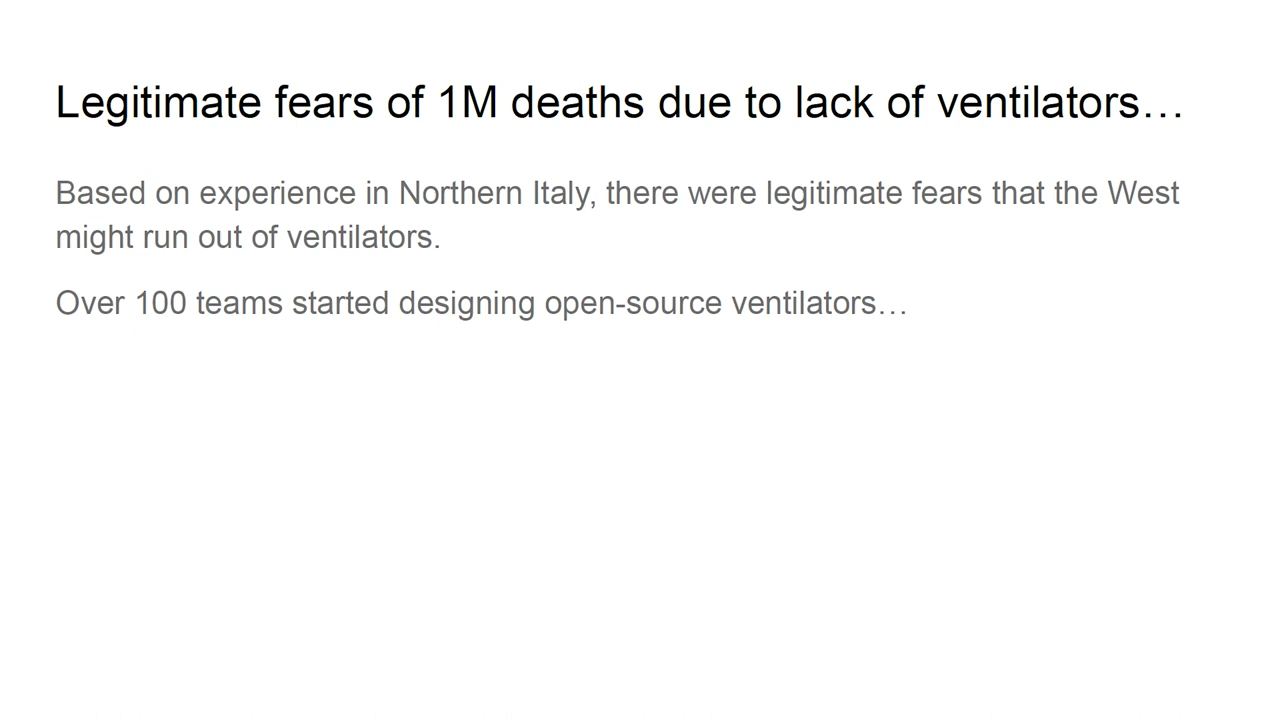 Legitimate fears of 1M deaths due to lack of ventilators…
Based on experience in Northern Italy, there were legitimate fears that the West
might run out of ventilators.
Over 100 teams started designing open-source ventilators…